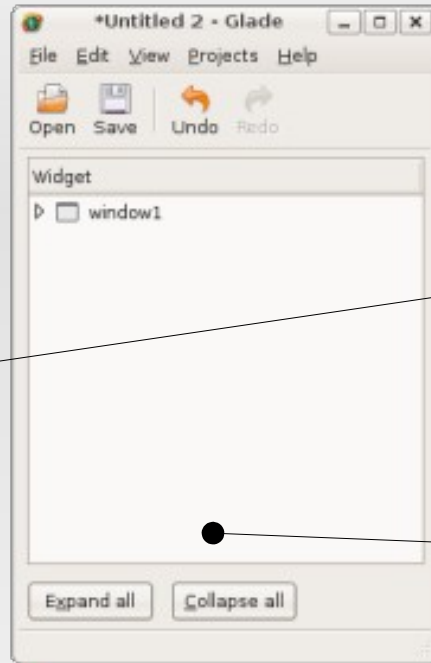 *Untitled 2 - Glade
File Edit View Projects Help
Open Save Undo Redo
Widget
window1
Expand all Collapse all